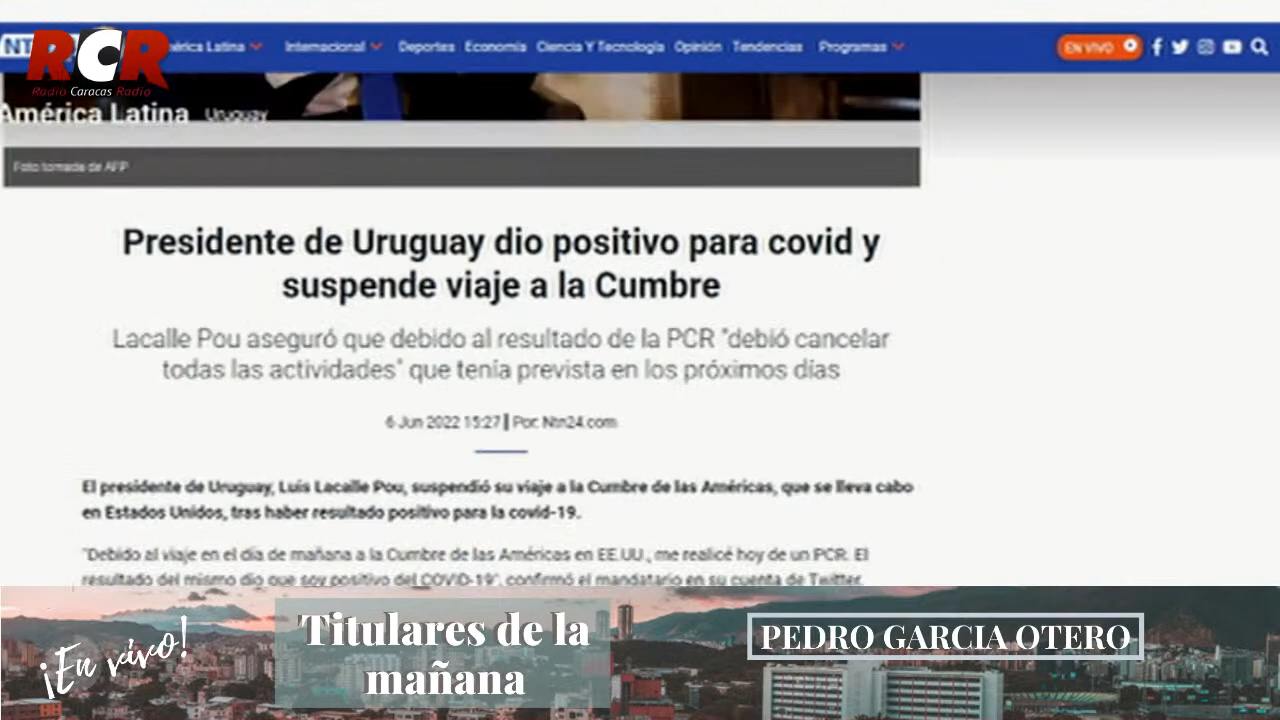 NT
RCR
Radio Caracas Radio
érica Latina Internacional Deportes Economía Ciencia Y Tecnología Opinión Tendencias Programas EN VIVO
América Latina Uruguay
Foto tomada de AFP
Presidente de Uruguay dio positivo para covid y
suspende viaje a la Cumbre
Lacalle Pou aseguró que debido al resultado de la PCR "debió cancelar
todas las actividades" que tenía prevista en los próximos días
6 Jun 2022 15:27 | Por: Ntn24.com
El presidente de Uruguay, Luis Lacalle Pou, suspendió su viaje a la Cumbre de las Américas, que se lleva cabo
en Estados Unidos, tras haber resultado positivo para la covid-19.
"Debido al viaje en el día de mañana a la Cumbre de las Américas en EE.UU., me realicé hoy de un PCR. El
resultado del mismo dio que soy positivo del COVID-19", confirmó el mandatario en su cuenta de Twitter.
¡En vivo!
Titulares de la
mañana
PEDRO GARCIA OTERO